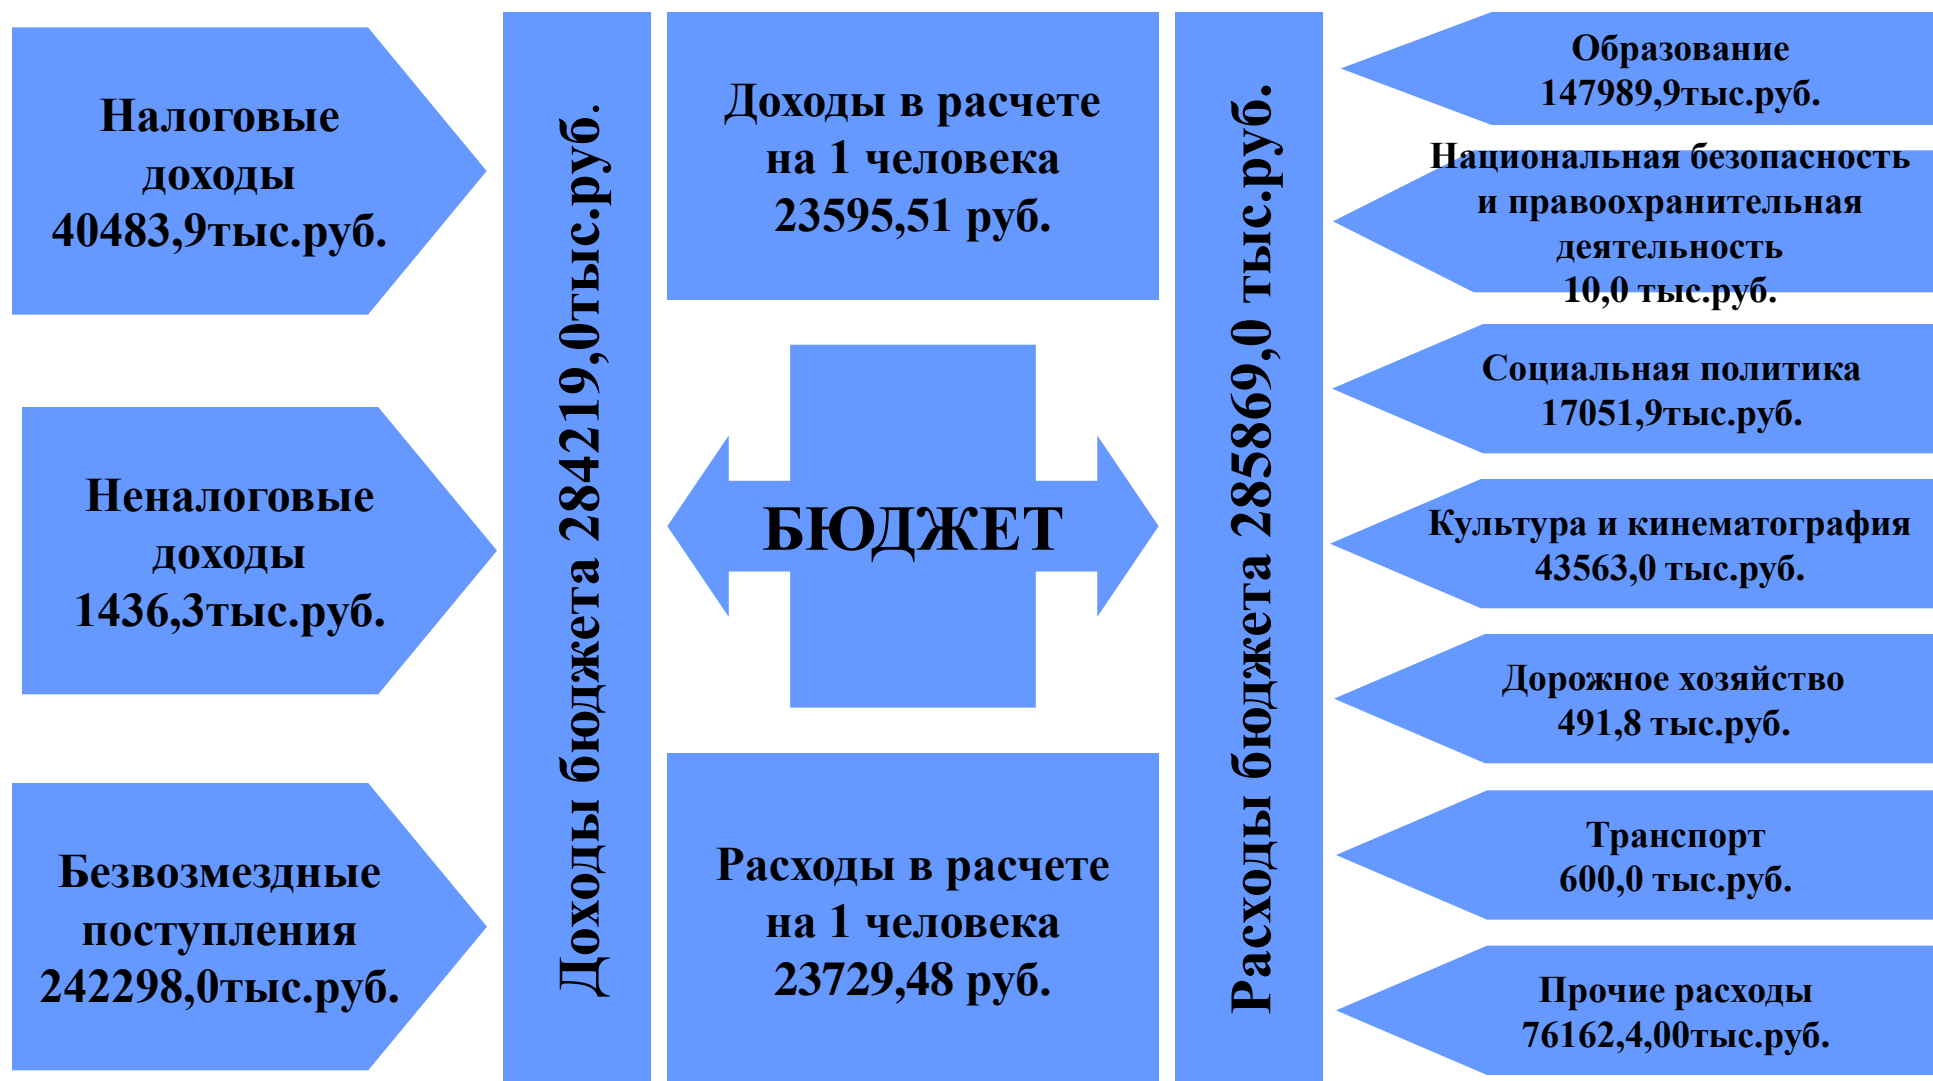 Налоговые
доходы
40483,9тыс.руб.
Неналоговые
доходы
1436,3тыс.руб.
Безвозмездные
поступления
242298,0тыс.руб.
Доходы бюджета 284219,0тыс.руб.
Доходы в расчете
на 1 человека
23595,51 руб.
БЮДЖЕТ
Расходы в расчете
на 1 человека
23729,48 руб.
Расходы бюджета 285869,0 тыс.руб.
Образование
147989,9тыс.руб.
Национальная безопасность
и правоохранительная
деятельность
10,0 тыс.руб.
Социальная политика
17051,9тыс.руб.
Культура и кинематография
43563,0 тыс.руб.
Дорожное хозяйство
491,8 тыс.руб.
Транспорт
600,0 тыс.руб.
Прочие расходы
76162,4,00тыс.руб.